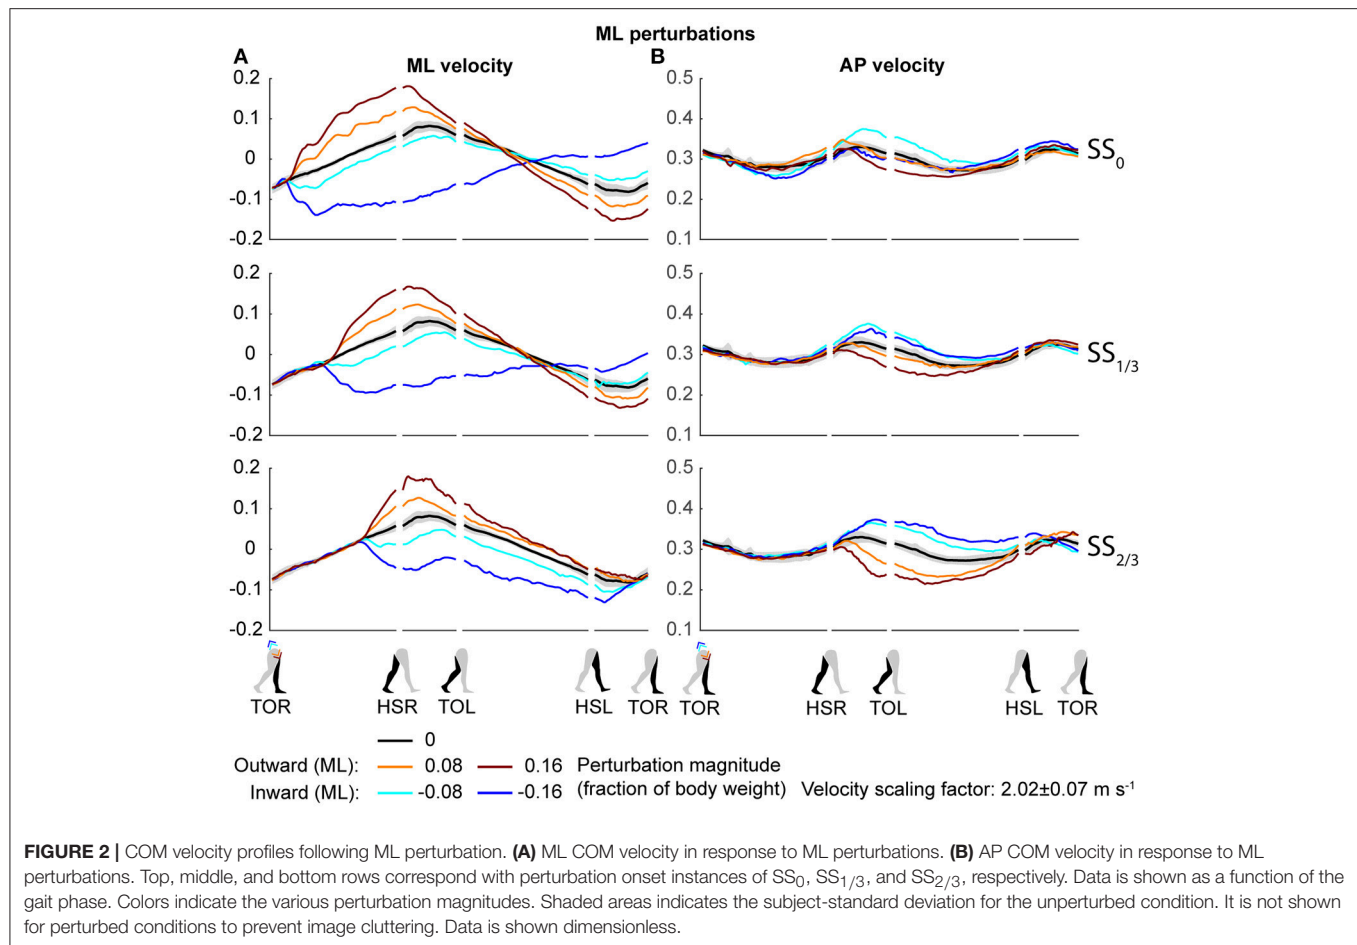 ML perturbations
A
ML velocity
B
AP velocity
0.2
0.1
0
-0.1
-0.2
0.5
0.4
0.3
0.2
0.1
SS0
0.2
0.1
0
-0.1
-0.2
0.5
0.4
0.3
0.2
0.1
SS1/3
0.2
0.1
0
-0.1
-0.2
0.5
0.4
0.3
0.2
0.1
SS2/3
TOR HSR TOL HSL TOR TOR HSR TOL HSL TOR
0
Outward (ML): 0.08 0.16 Perturbation magnitude
Inward (ML): -0.08 -0.16 (fraction of body weight) Velocity scaling factor: 2.02±0.07 m s-1
FIGURE 2 | COM velocity profiles following ML perturbation. (A) ML COM velocity in response to ML perturbations. (B) AP COM velocity in response to ML
perturbations. Top, middle, and bottom rows correspond with perturbation onset instances of SS0, SS1/3, and SS2/3, respectively. Data is shown as a function of the
gait phase. Colors indicate the various perturbation magnitudes. Shaded areas indicates the subject-standard deviation for the unperturbed condition. It is not shown
for perturbed conditions to prevent image cluttering. Data is shown dimensionless.